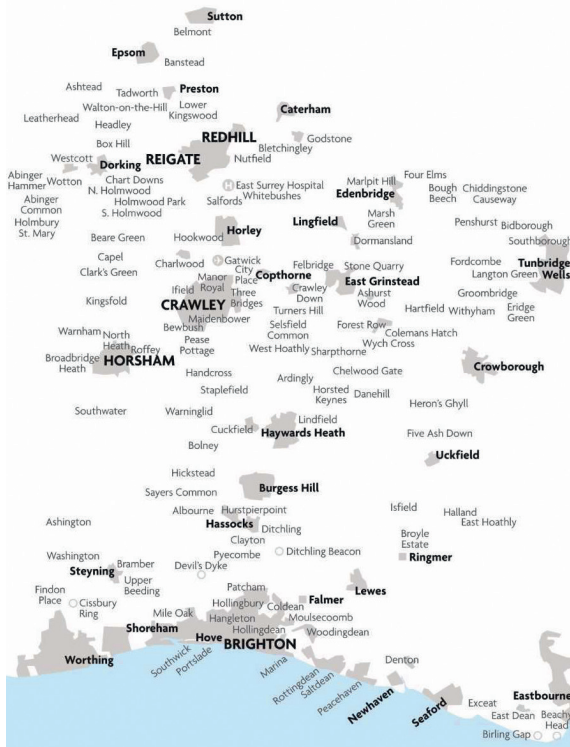 Sutton
Belmont
Epsom
Banstead
Ashtead
Tadworth
Preston
Walton-on-the-Hill
Lower
Kingswood
Leatherhead
Headley
Caterham
Box Hill
REDHILL
Godstone
Bletchingley
Westcott
Dorking
REIGATE
Nutfield
Abinger
Hammer
Wotton
Chart Downs
N. Holmwood
H
East Surrey Hospital
Whitebushes
Marlpit Hill
Four Elms
Edenbridge
Bough
Beech
Chiddingstone
Causeway
Abinger
Common
Holmwood Park
S. Holmwood
Salfords
Holmbury
St. Mary
Horley
Lingfield
Marsh
Green
Penshurst
Bidborough
Southborough
Beare Green
Hookwood
Dormansland
Capel
Charlwood
Gatwick
City
Place
Copthorne
Felbridge
Stone Quarry
Fordcombe
Tunbridge
Wells
Langton Green
Clark's Green
Manor
Royal
East Grinstead
Ifield
Three
Bridges
Crawley
Down
Ashurst
Wood
Groombridge
Kingsfold
CRAWLEY
Turners Hill
Hartfield
Withyham
Eridge
Green
Maidenbower
Bewbush
Selsfield
Common
Forest Row
Colemans Hatch
Warnham
North
Heath
Roffey
Pease
Pottage
Wych Cross
Broadbridge
Heath
HORSHAM
West Hoathly
Sharpthorne
Crowborough
Handcross
Ardingly
Chelwood Gate
Staplefield
Horsted
Keynes
Danehill
Heron's Ghyll
Southwater
Warninglid
Lindfield
Cuckfield
Haywards Heath
Five Ash Down
Bolney
Uckfield
Hickstead
Sayers Common
Burgess Hill
Albourne
Hurstpierpoint
Isfield
Halland
East Hoathly
Ashington
Hassocks
Ditchling
Clayton
Broyle
Estate
Washington
Pyecombe
Ditchling Beacon
Ringmer
Steyning
Bramber
Devil's Dyke
Upper
Beeding
Findon
Place
Cissbury
Ring
Patcham
Lewes
Hollingbury
Coldean
Falmer
Mile Oak
Hangleton
Moulsecoomb
Shoreham
Hollingdean
Woodingdean
Hove
BRIGHTON
Worthing
Southwick
Portslade
Marina
Rottingdean
Saltdean
Peacehaven
Denton
Newhaven
Seaford
Exceat
Eastbourne
East Dean
Beachy
Head
Birling Gap